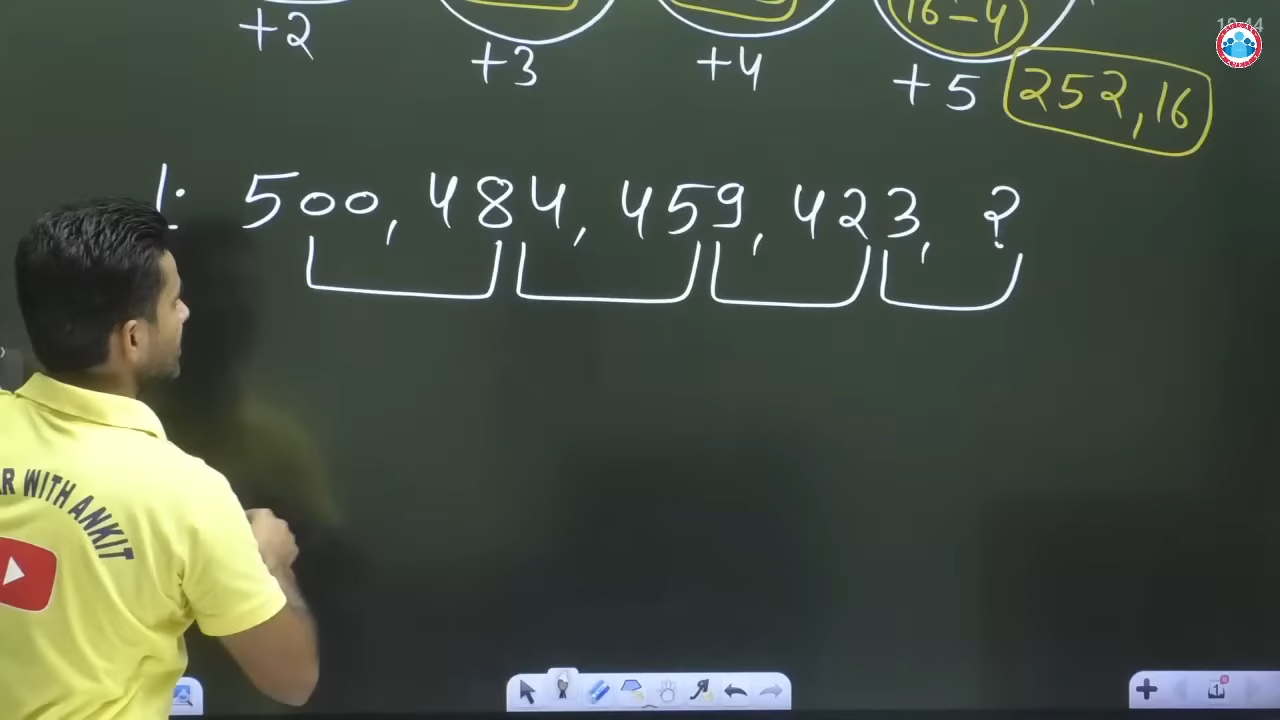 16-4
+2 +3 +4 +5 252,16
1: 500, 484, 459, 423, ?
R WITH ANKIT